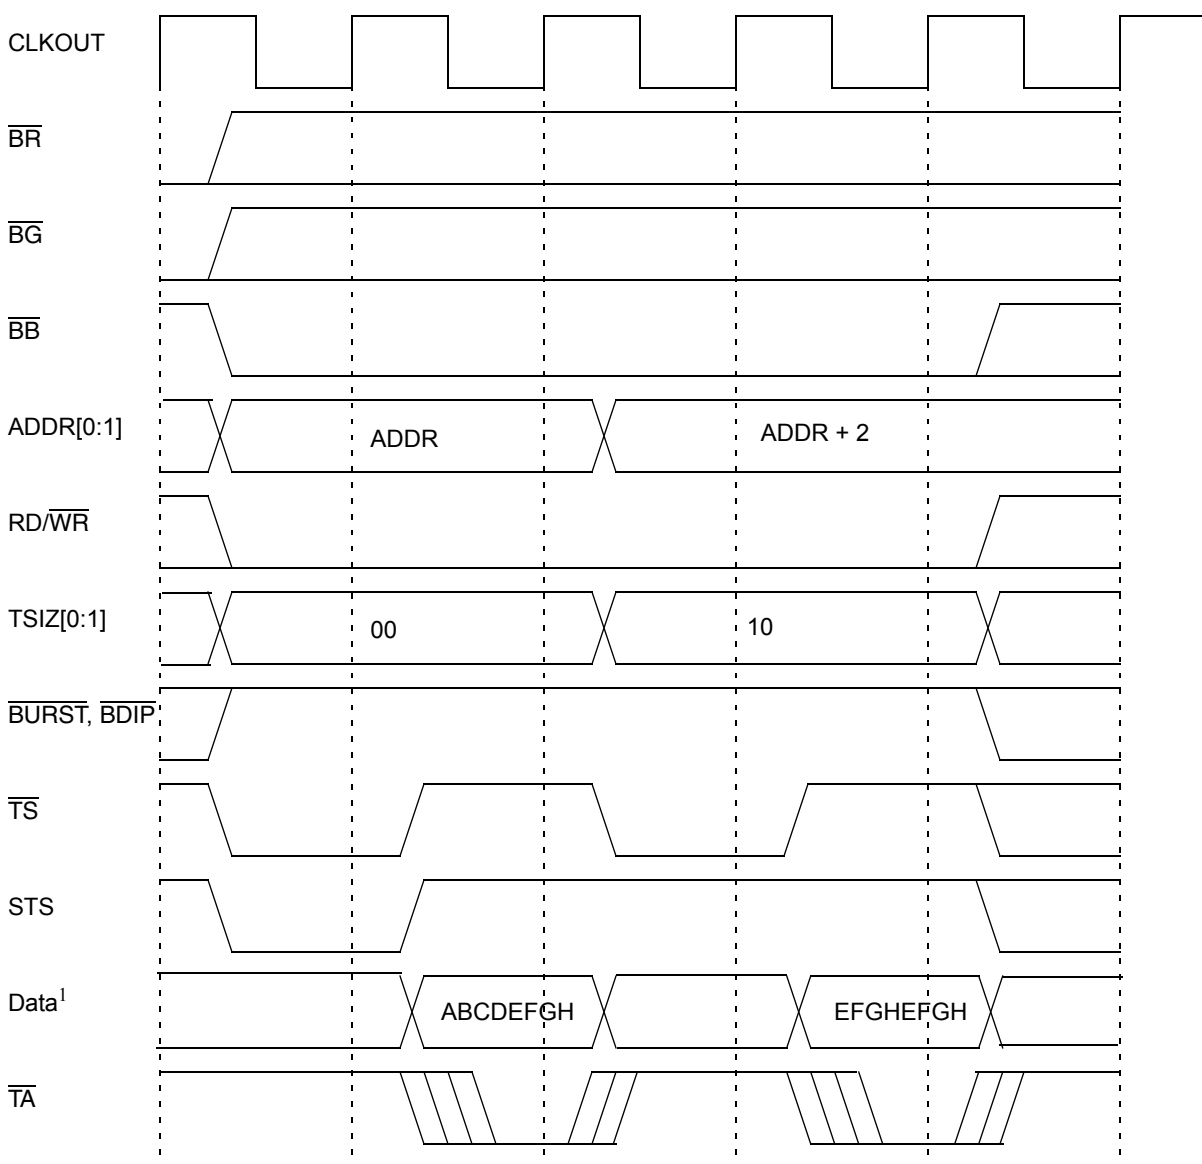 CLKOUT
BR
BG
BB
ADDR[0:1]
ADDR
ADDR + 2
RD/WR
TSIZ[0:1]
00
10
BURST, BDIP
TS
STS
Data1
ABCDEFGH
EFGHEFGH
TA